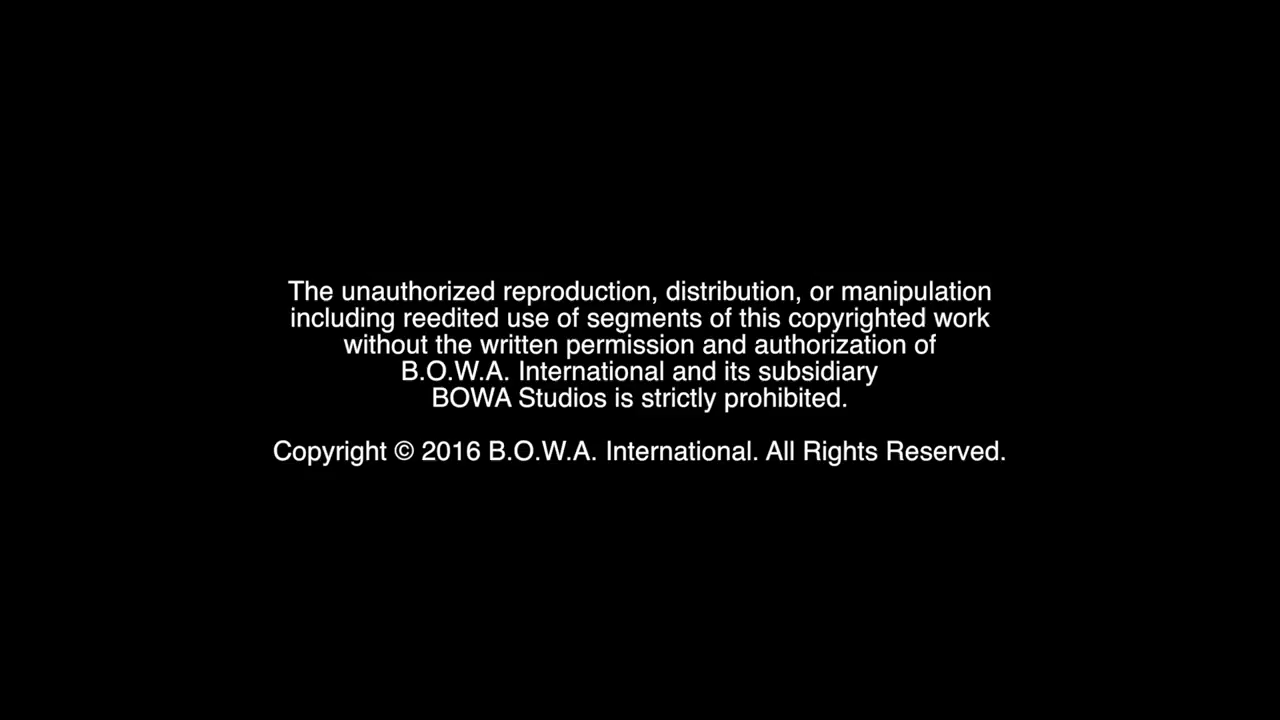 The unauthorized reproduction, distribution, or manipulation
including reedited use of segments of this copyrighted work
without the written permission and authorization of
B.O.W.A. International and its subsidiary
BOWA Studios is strictly prohibited.
Copyright © 2016 B.O.W.A. International. All Rights Reserved.